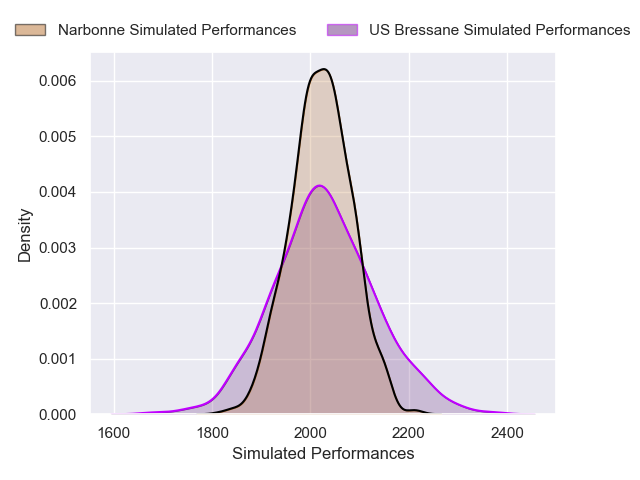 Narbonne Simulated Performances
US Bressane Simulated Performances
0.006
0.005
0.004
0.003
0.002
0.001
0.000
Density
1600 1800 2000 2200 2400
Simulated Performances